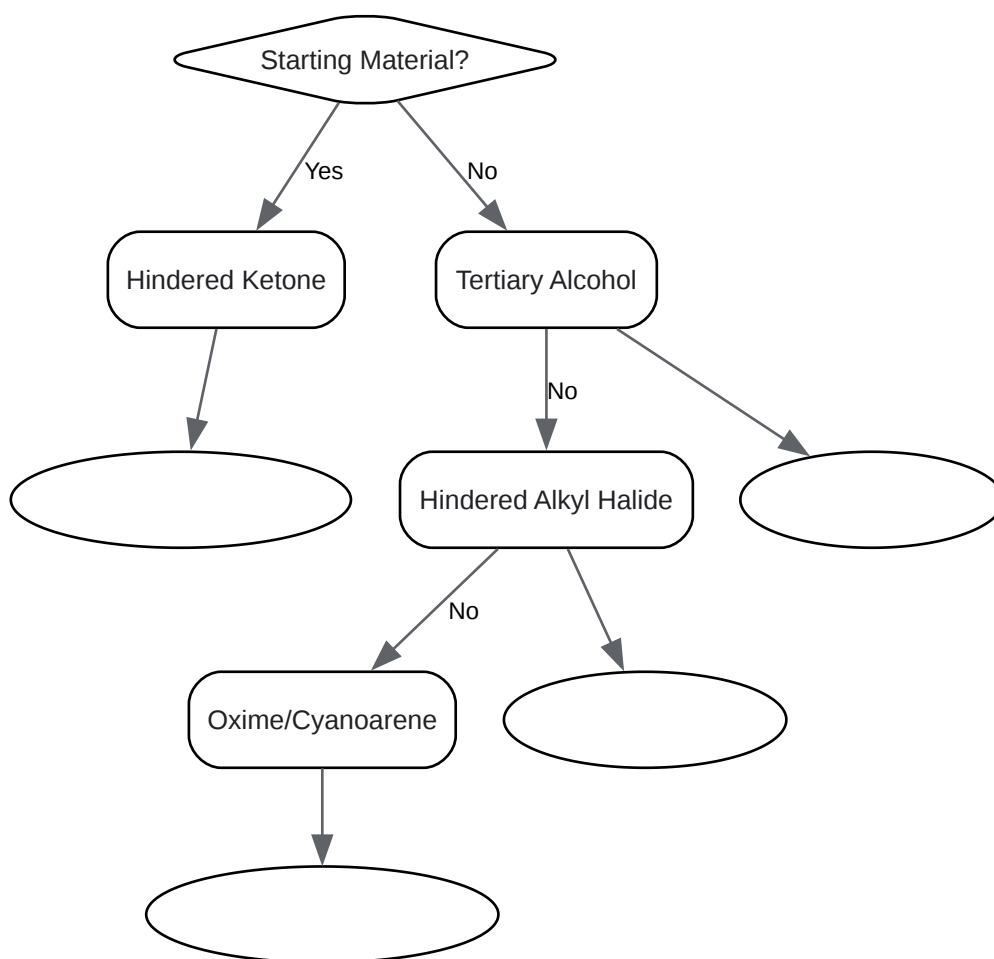 Starting Material?
Yes
No
Hindered Ketone
Tertiary Alcohol
No
Hindered Alkyl Halide
No
Oxime/Cyanoarene